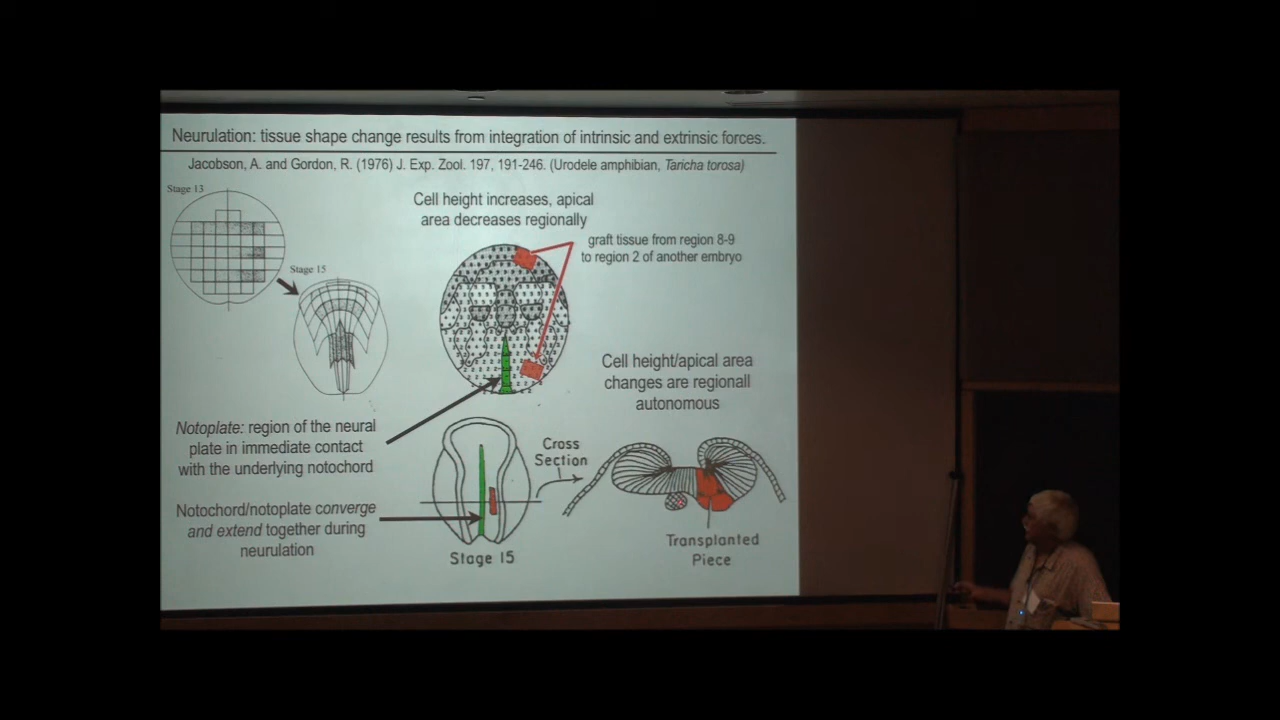 Neurulation: tissue shape change results from integration of intrinsic and extrinsic forces.
Jacobson, A. and Gordon, R. (1976) J. Exp. Zool. 197, 191-246. (Urodele amphibian, Taricha torosa)
Stage 13
Cell height increases, apical
area decreases regionally
graft tissue from region 8-9
to region 2 of another embryo
Stage 15
Cell height/apical area
changes are regionall
autonomous
Notoplate: region of the neural
plate in immediate contact
with the underlying notochord
Cross
Section
Notochord/notoplate converge
and extend together during
neurulation
Stage 15
Transplanted
Piece